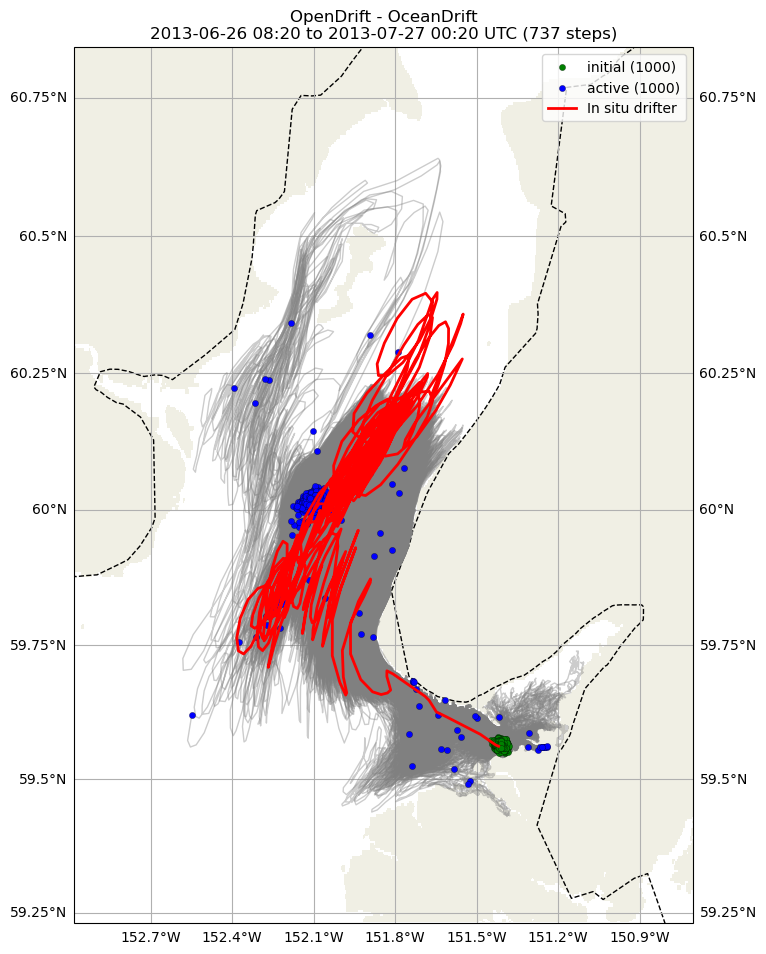 OpenDrift - OceanDrift
2013-06-26 08:20 to 2013-07-27 00:20 UTC (737 steps)
initial (1000)
active (1000)
In situ drifter
60.75°N
60.75°N
60.5°N
60.5°N
60.25°N
60.25°N
60°N
60°N
59.75°N
59.75°N
59.5°N
59.5°N
59.25°N
59.25°N
152.7°W 152.4°W 152.1°W 151.8°W 151.5°W 151.2°W 150.9°W